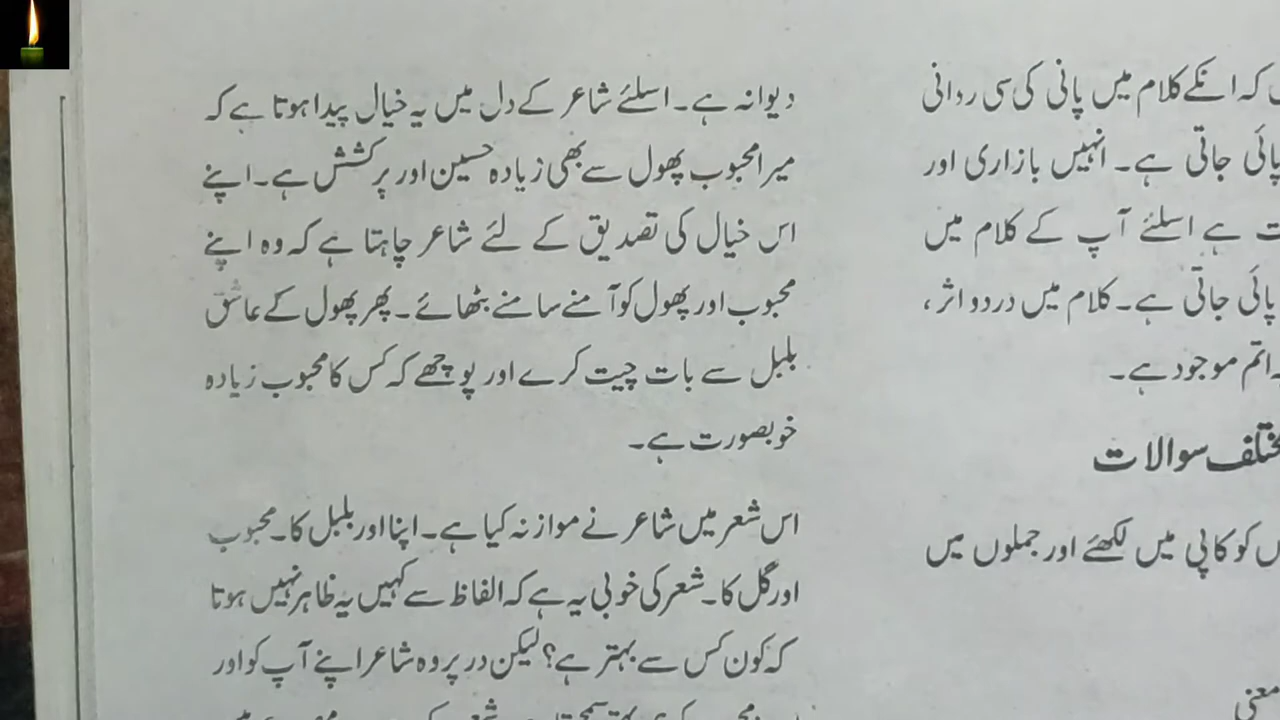 کہ انکے کلام میں پانی کی سی روانی
پائی جاتی ہے۔ انہیں بازاری اور
ہے اسلئے آپ کے کلام میں
پائی جاتی ہے۔ کلام میں درد و اثر،
اتم موجود ہے۔
مختلف سوالات
کو کاپی میں لکھئے اور جملوں میں
معنی
دیوانہ ہے۔ اسلئے شاعر کے دل میں یہ خیال پیدا ہوتا ہے کہ
میرا محبوب پھول سے بھی زیادہ حسین اور پرکشش ہے۔ اپنے
اس خیال کی تصدیق کے لئے شاعر چاہتا ہے کہ وہ اپنے
محبوب اور پھول کو آمنے سامنے بٹھائے۔ پھر پھول کے عاشق
بلبل سے بات چیت کرے اور پوچھے کہ کس کا محبوب زیادہ
خوبصورت ہے۔
اس شعر میں شاعر نے موازنہ کیا ہے۔ اپنا اور بلبل کا۔ محبوب
اور گل کا۔ شعر کی خوبی یہ ہے کہ الفاظ سے کہیں یہ ظاہر نہیں ہوتا
کہ کون کس سے بہتر ہے؟ لیکن در پردہ شاعر اپنے آپ کو اور